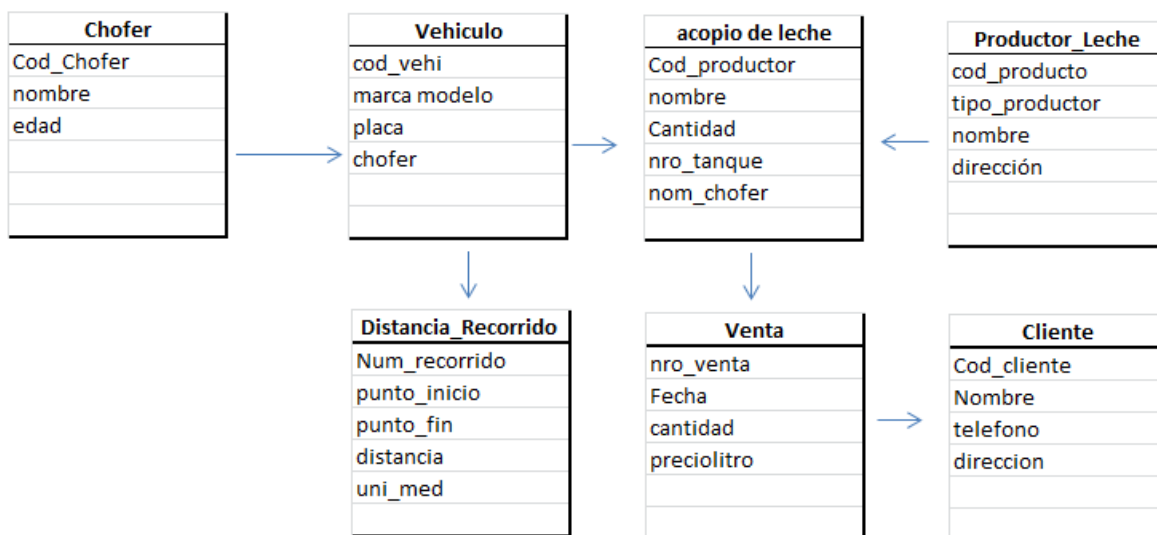 Chofer
Cod_Chofer
nombre
edad
Vehiculo
cod_vehi
marca modelo
placa
chofer
acopio de leche
Cod_productor
nombre
Cantidad
nro_tanque
nom_chofer
Productor_Leche
cod_producto
tipo_productor
nombre
dirección
Distancia_Recorrido
Num_recorrido
punto_inicio
punto_fin
distancia
uni_med
Venta
nro_venta
Fecha
cantidad
preciolitro
Cliente
Cod_cliente
Nombre
telefono
direccion